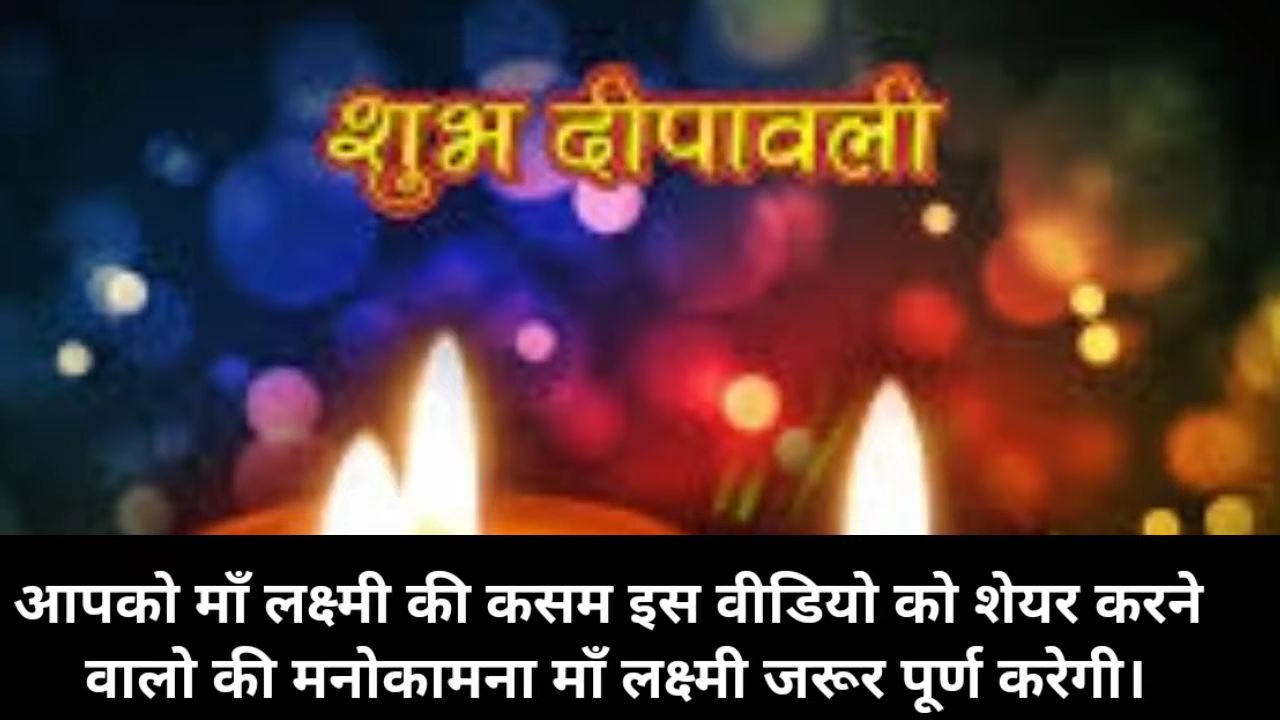 शुभ दीपावली
आपको माँ लक्ष्मी की कसम इस वीडियो को शेयर करने
वालो की मनोकामना माँ लक्ष्मी जरूर पूर्ण करेगी।